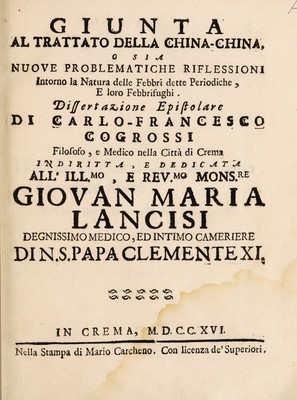 GIUNTA
AL TRATTATO DELLA CHINA-CHINA,
O SIA
NUOVE PROBLEMATICHE RIFLESSIONI
Intorno la Natura delle Febbri dette Periodiche,
E loro Febbrifughi.
Dissertazione Epistolare
DI CARLO-FRANCESCO
COGROSSI
Filosofo, e Medico nella Città di Crema
INDIRITTA, E DEDICATA
ALL' ILL.MO, E REV.MO MONS.RE
GIOVAN MARIA
LANCISI
DEGNISSIMO MEDICO, ED INTIMO CAMERIERE
DI N. S. PAPA CLEMENTE XI,
IN CREMA, M. D. C. C. XVI.
Nella Stampa di Mario Carcheno. Con licenza de' Superiori.